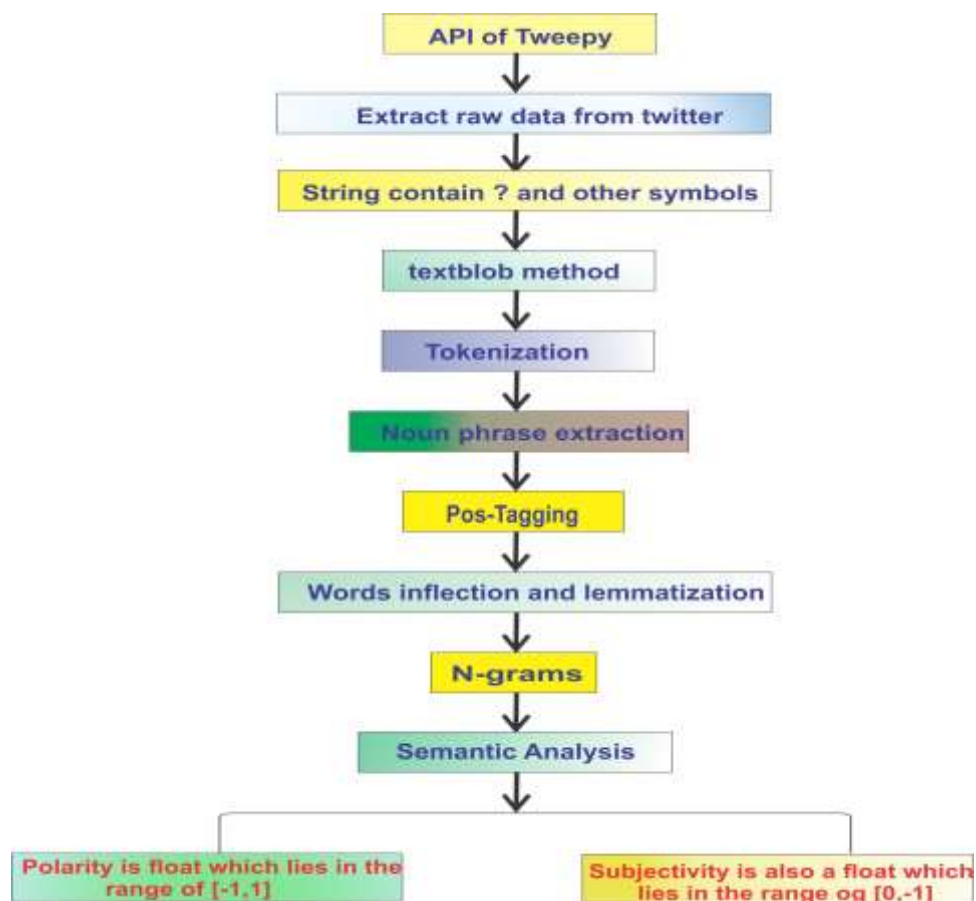 API of Tweepy
Extract raw data from twitter
String contain ? and other symbols
textblob method
Tokenization
Noun phrase extraction
Pos-Tagging
Words inflection and lemmatization
N-grams
Semantic Analysis
Polarity is float which lies in the
range of [-1,1]
Subjectivity is also a float which
lies in the range og [0,-1]